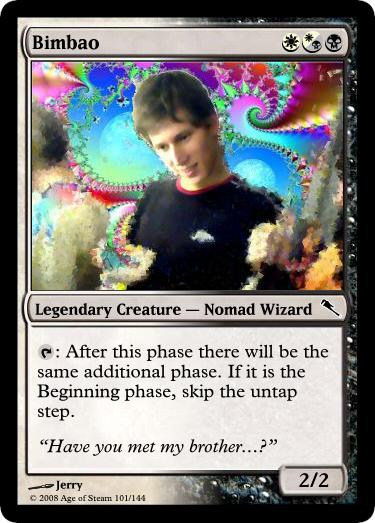 Bimbao
Legendary Creature — Nomad Wizard
: After this phase there will be the
same additional phase. If it is the
Beginning phase, skip the untap
step.
“Have you met my brother...?”
2/2
Jerry
© 2008 Age of Steam 101/144